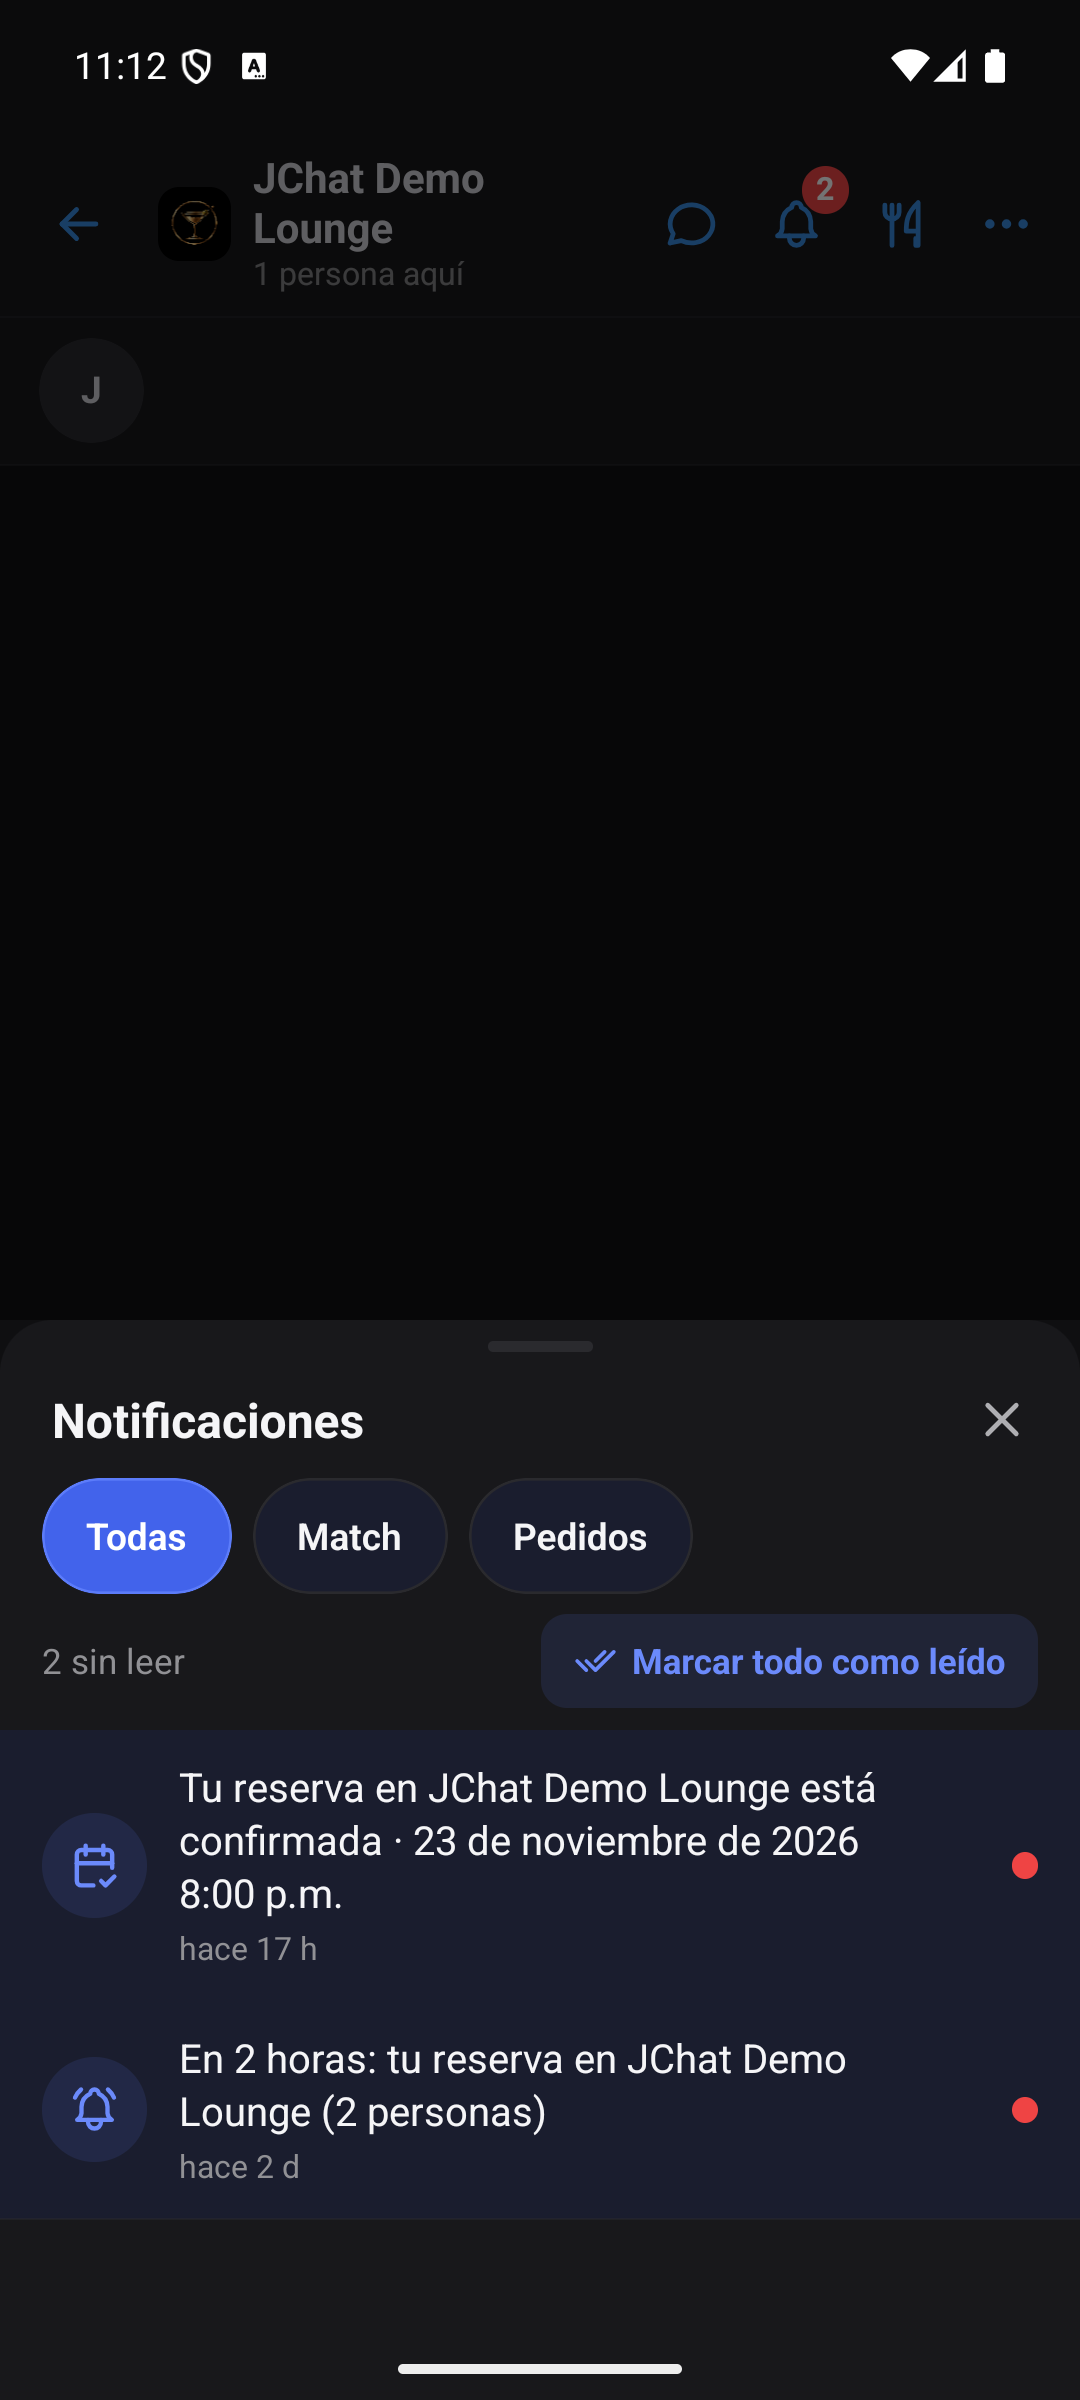 11:12
JChat Demo
Lounge
1 persona aquí
2
J
Notificaciones
Todas
Match
Pedidos
2 sin leer
Marcar todo como leído
Tu reserva en JChat Demo Lounge está
confirmada · 23 de noviembre de 2026
8:00 p.m.
hace 17 h
En 2 horas: tu reserva en JChat Demo
Lounge (2 personas)
hace 2 d